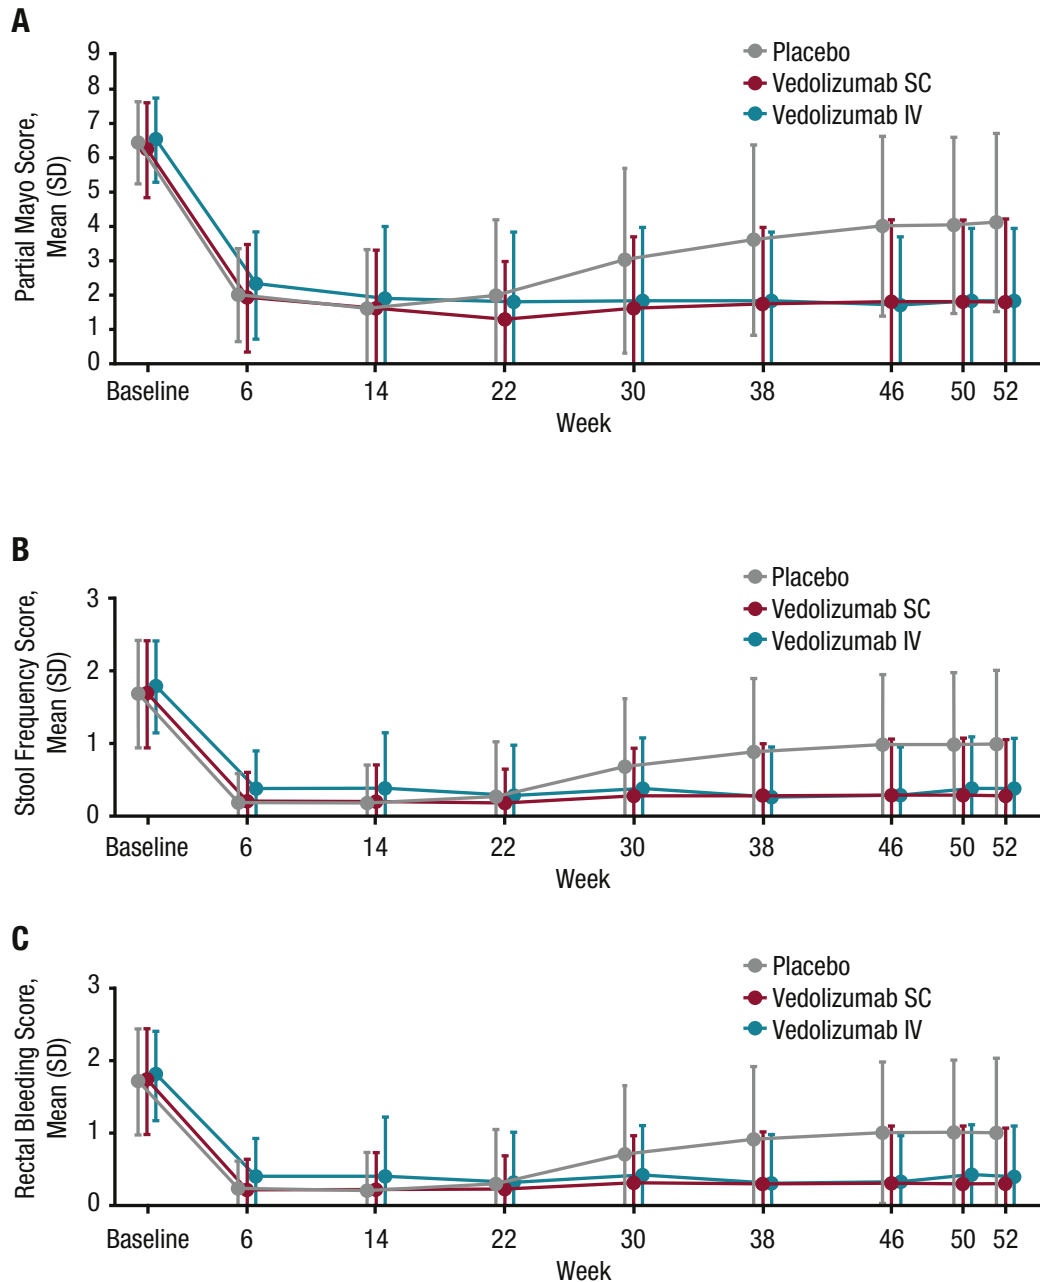 A
Partial Mayo Score,
Mean (SD)
9
8
7
6
5
4
3
2
1
0
Placebo
Vedolizumab SC
Vedolizumab IV
Baseline 6 14 22 30 38 46 50 52
Week
B
Stool Frequency Score,
Mean (SD)
3
2
1
0
Placebo
Vedolizumab SC
Vedolizumab IV
Baseline 6 14 22 30 38 46 50 52
Week
C
Rectal Bleeding Score,
Mean (SD)
3
2
1
0
Placebo
Vedolizumab SC
Vedolizumab IV
Baseline 6 14 22 30 38 46 50 52
Week